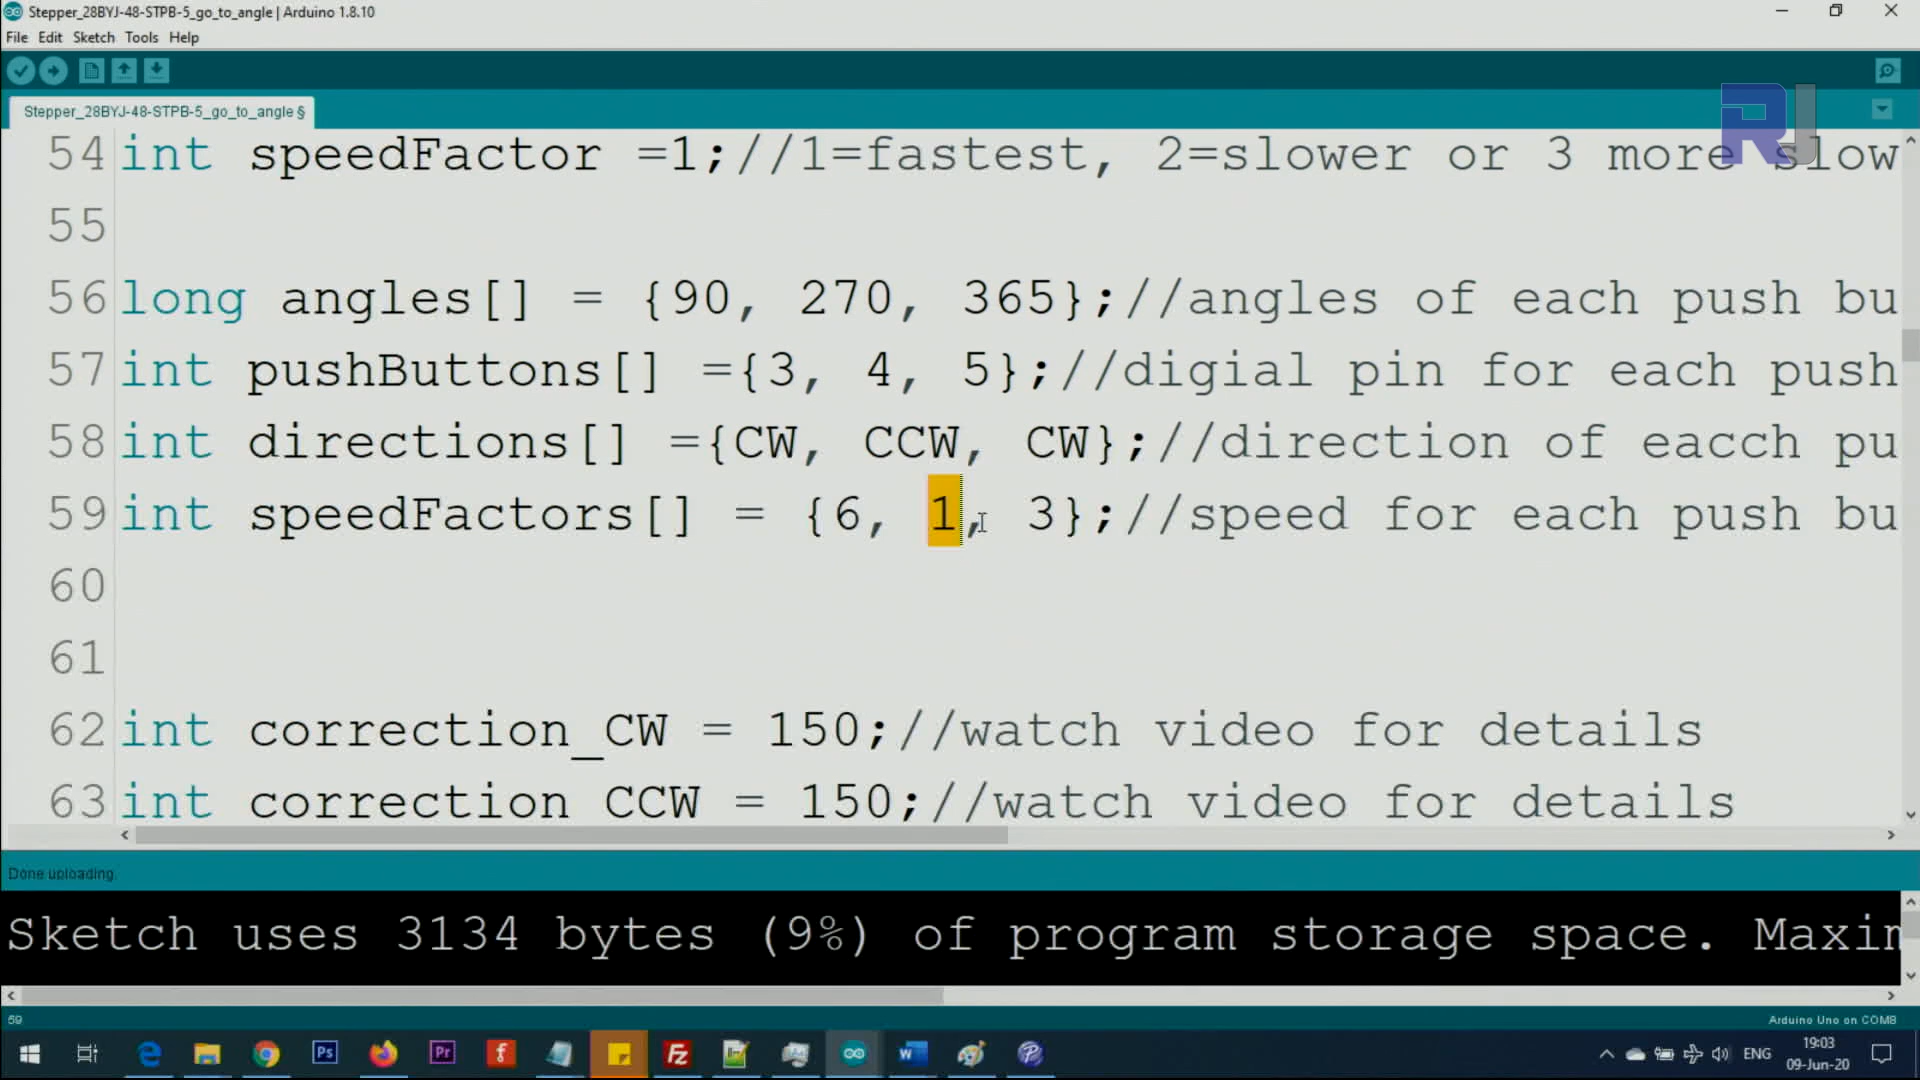 Stepper_28BYJ-48-STPB-5_go_to_angle | Arduino 1.8.10
File Edit Sketch Tools Help
RJ
Stepper_28BYJ-48-STPB-5_go_to_angle §
54 int speedFactor =1;//1=fastest, 2=slower or 3 more slow
55
56 long angles[] = {90, 270, 365};//angles of each push bu
57 int pushButtons[] ={3, 4, 5};//digial pin for each push
58 int directions[] ={CW, CCW, CW};//direction of eacch pu
59 int speedFactors[] = {6, 1, 3};//speed for each push bu
60
61
62 int correction_CW = 150;//watch video for details
63 int correction CCW = 150;//watch video for details
Done uploading.
Sketch uses 3134 bytes (9%) of program storage space. Maxim
59
Arduino Uno on COM8
Ps Pr f Fz W P
ENG 19:03
09-Jun-20